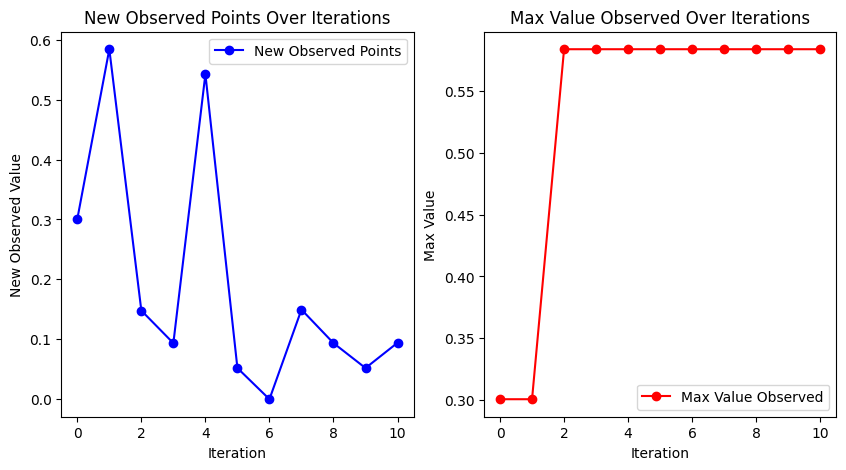 New Observed Points Over Iterations
New Observed Points
New Observed Value
0.6
0.5
0.4
0.3
0.2
0.1
0.0
0 2 4 6 8 10
Iteration
Max Value Observed Over Iterations
Max Value
0.55
0.50
0.45
0.40
0.35
0.30
Max Value Observed
0 2 4 6 8 10
Iteration